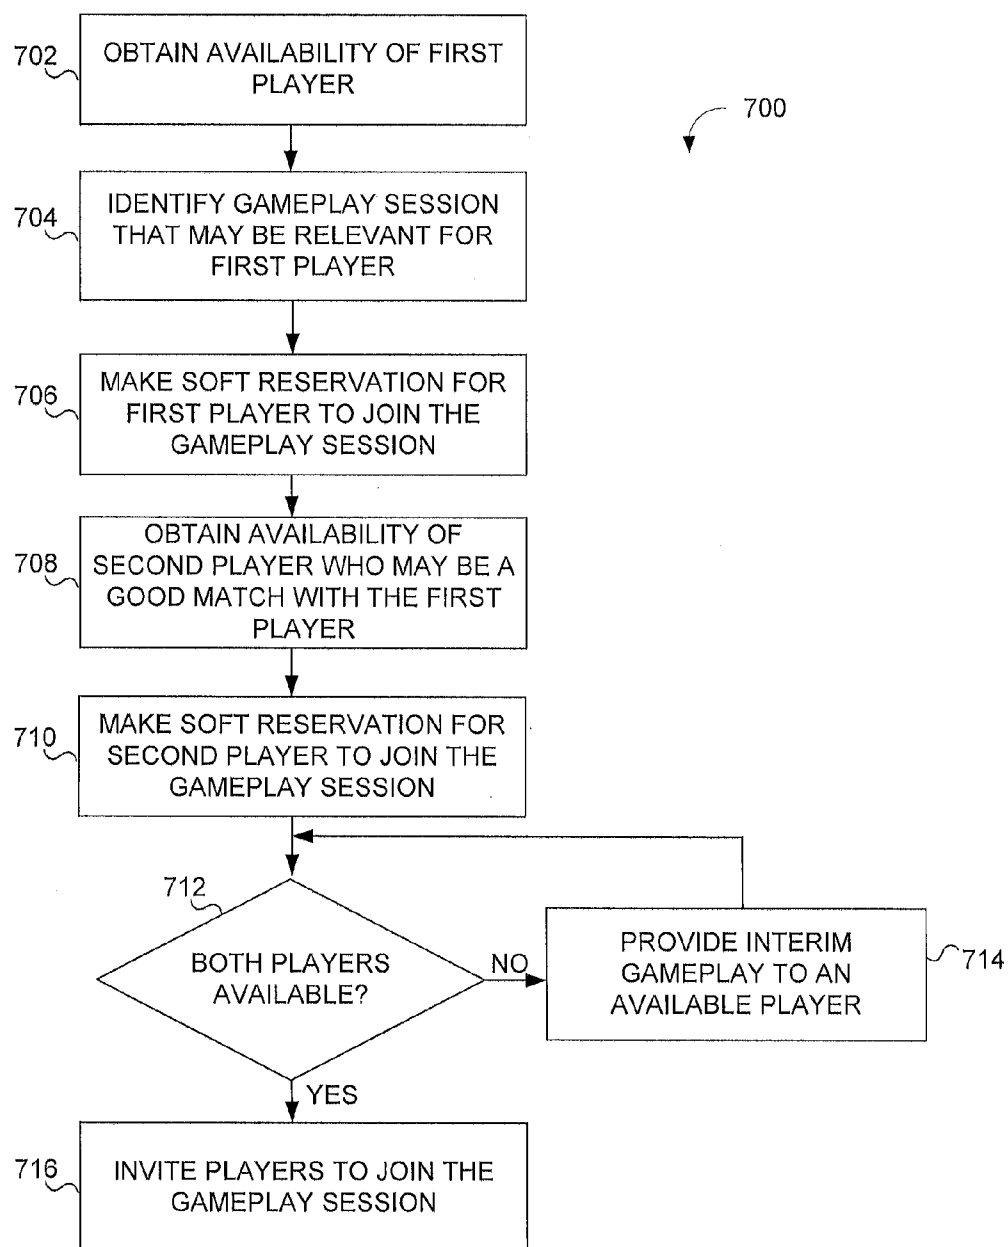 702
OBTAIN AVAILABILITY OF FIRST
PLAYER
700
704
IDENTIFY GAMEPLAY SESSION
THAT MAY BE RELEVANT FOR
FIRST PLAYER
706
MAKE SOFT RESERVATION FOR
FIRST PLAYER TO JOIN THE
GAMEPLAY SESSION
708
OBTAIN AVAILABILITY OF
SECOND PLAYER WHO MAY BE A
GOOD MATCH WITH THE FIRST
PLAYER
710
MAKE SOFT RESERVATION FOR
SECOND PLAYER TO JOIN THE
GAMEPLAY SESSION
712
BOTH PLAYERS
AVAILABLE?
NO
PROVIDE INTERIM
GAMEPLAY TO AN
AVAILABLE PLAYER
714
YES
716
INVITE PLAYERS TO JOIN THE
GAMEPLAY SESSION